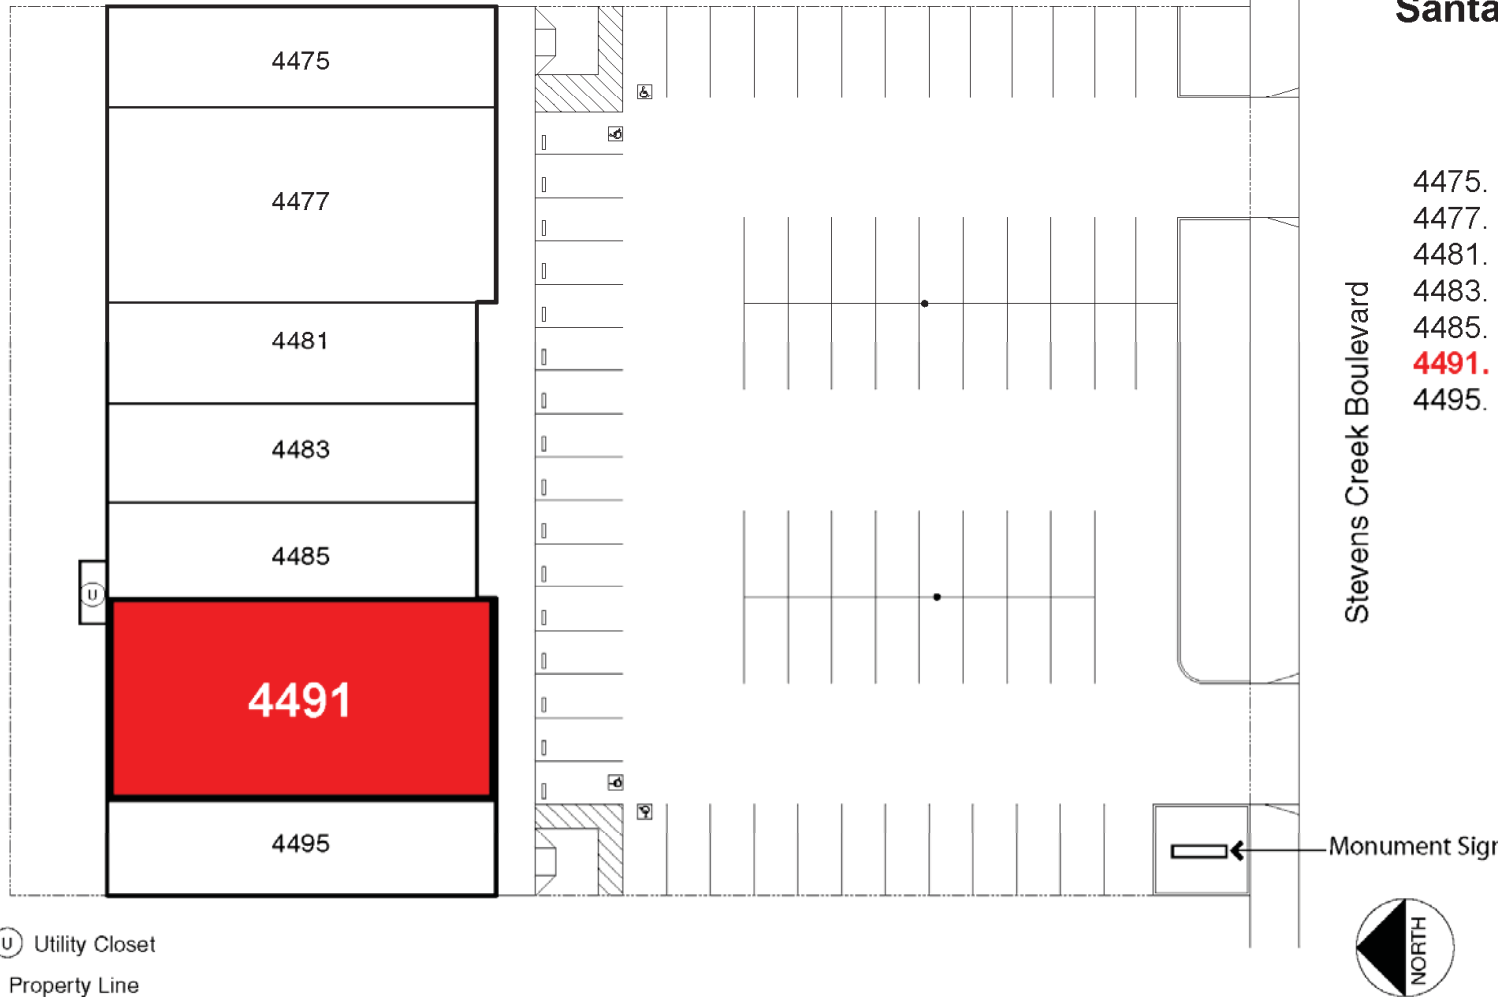 Santa
4475
4477
4481
4483
4485
4491
4495
4475.
4477.
4481.
4483.
4485.
4491.
4495.
Stevens Creek Boulevard
Monument Sign
U
U Utility Closet
Property Line
NORTH